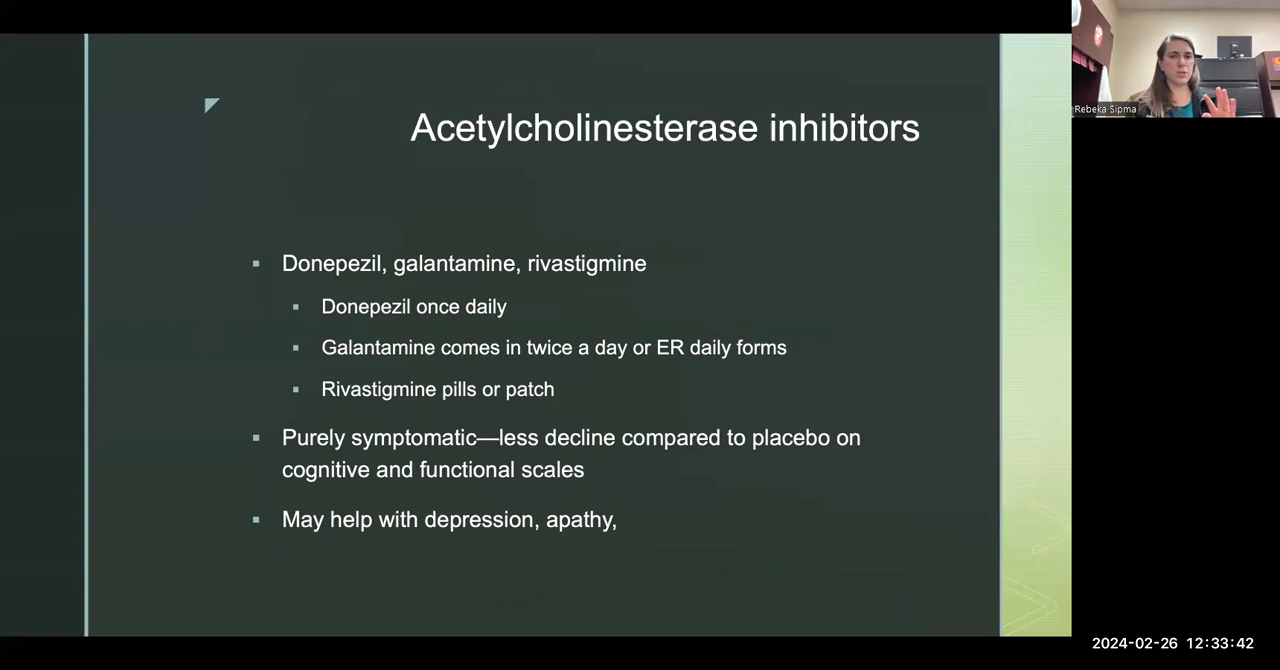 Acetylcholinesterase inhibitors
Donepezil, galantamine, rivastigmine
Donepezil once daily
Galantamine comes in twice a day or ER daily forms
Rivastigmine pills or patch
Purely symptomatic—less decline compared to placebo on
cognitive and functional scales
May help with depression, apathy,
Rebeka Sipma
2024-02-26 12:33:42